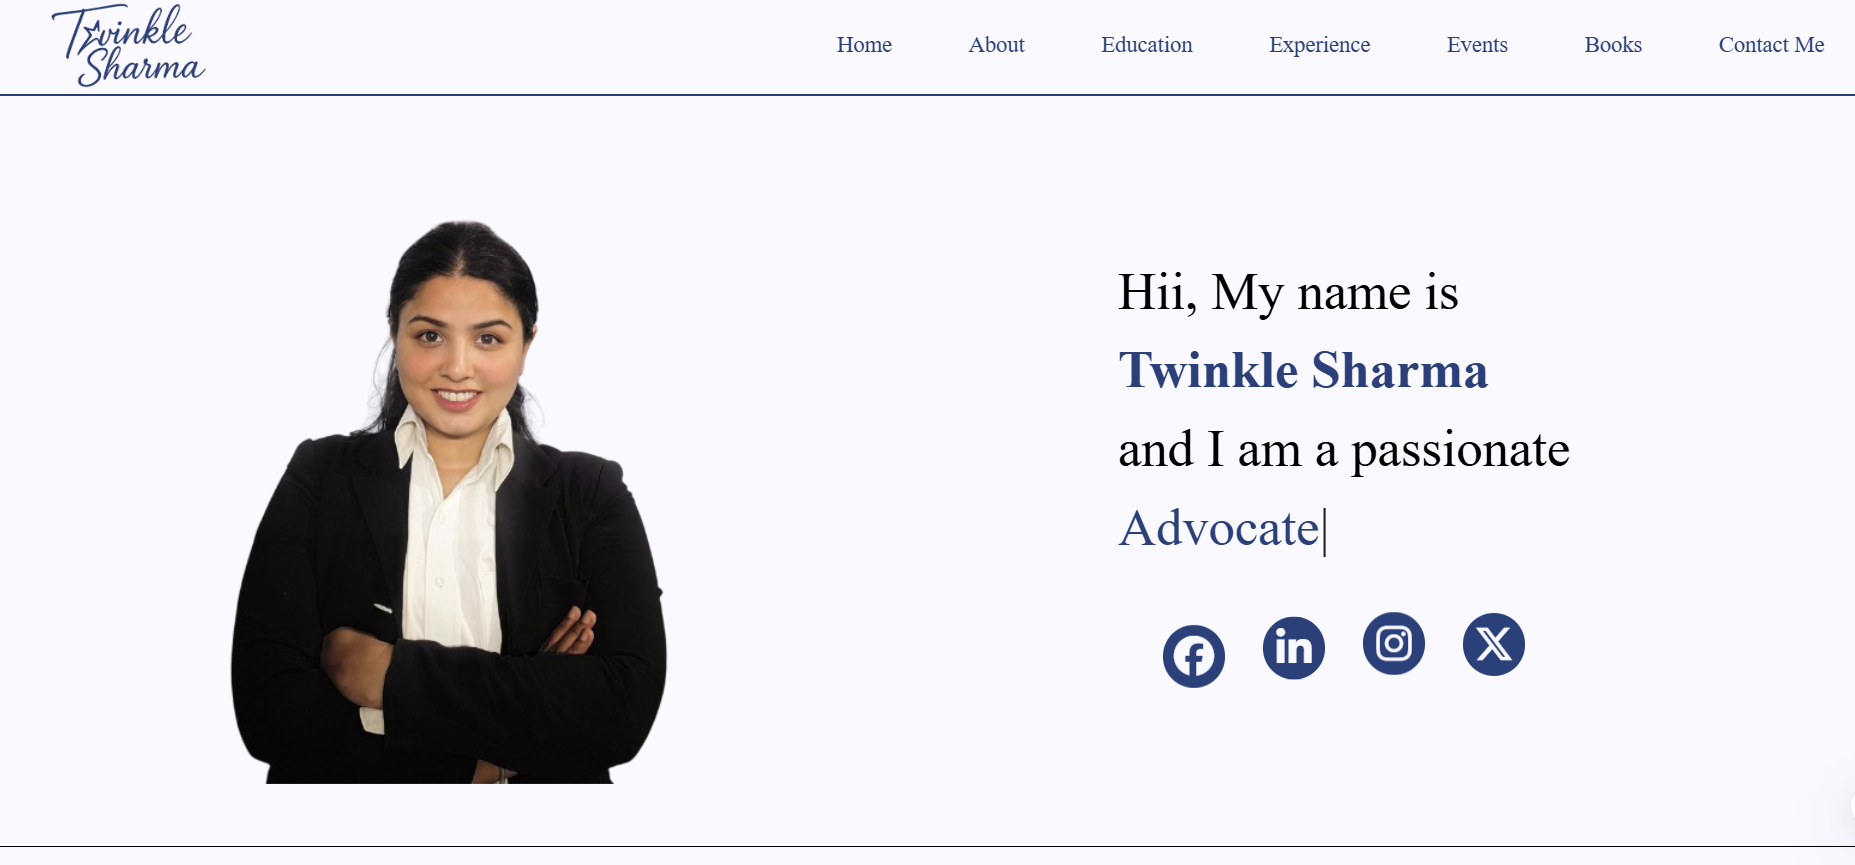 Twinkle
Sharma
Home
About
Education
Experience
Events
Books
Contact Me
Hii, My name is
Twinkle Sharma
and I am a passionate
Advocate|
in
X